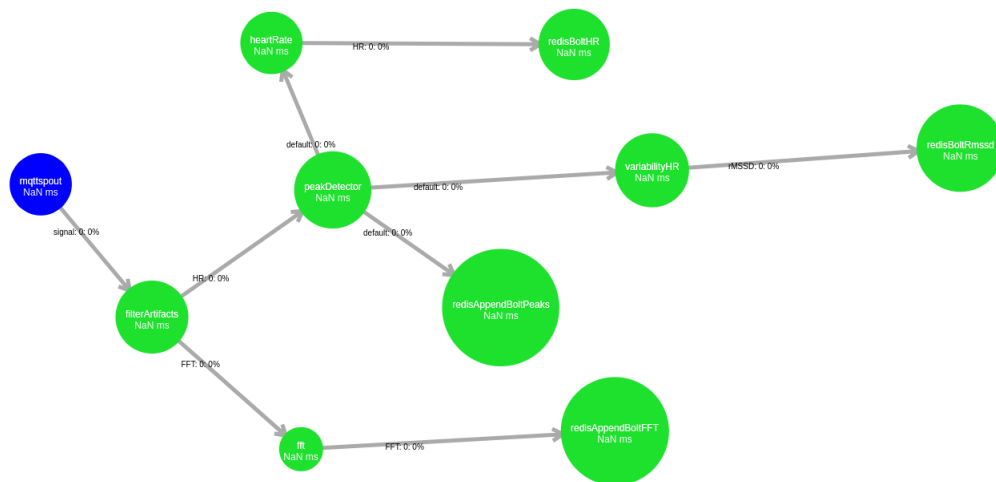 heartRate
NaN ms
HR: 0: 0%
redisBoltHR
NaN ms
default: 0: 0%
mqttspout
NaN ms
peakDetector
NaN ms
default: 0: 0%
variabilityHR
NaN ms
rMSSD: 0: 0%
redisBoltRmssd
NaN ms
signal: 0: 0%
default: 0: 0%
HR: 0: 0%
filterArtifacts
NaN ms
redisAppendBoltPeaks
NaN ms
FFT: 0: 0%
fft
NaN ms
FFT: 0: 0%
redisAppendBoltFFT
NaN ms